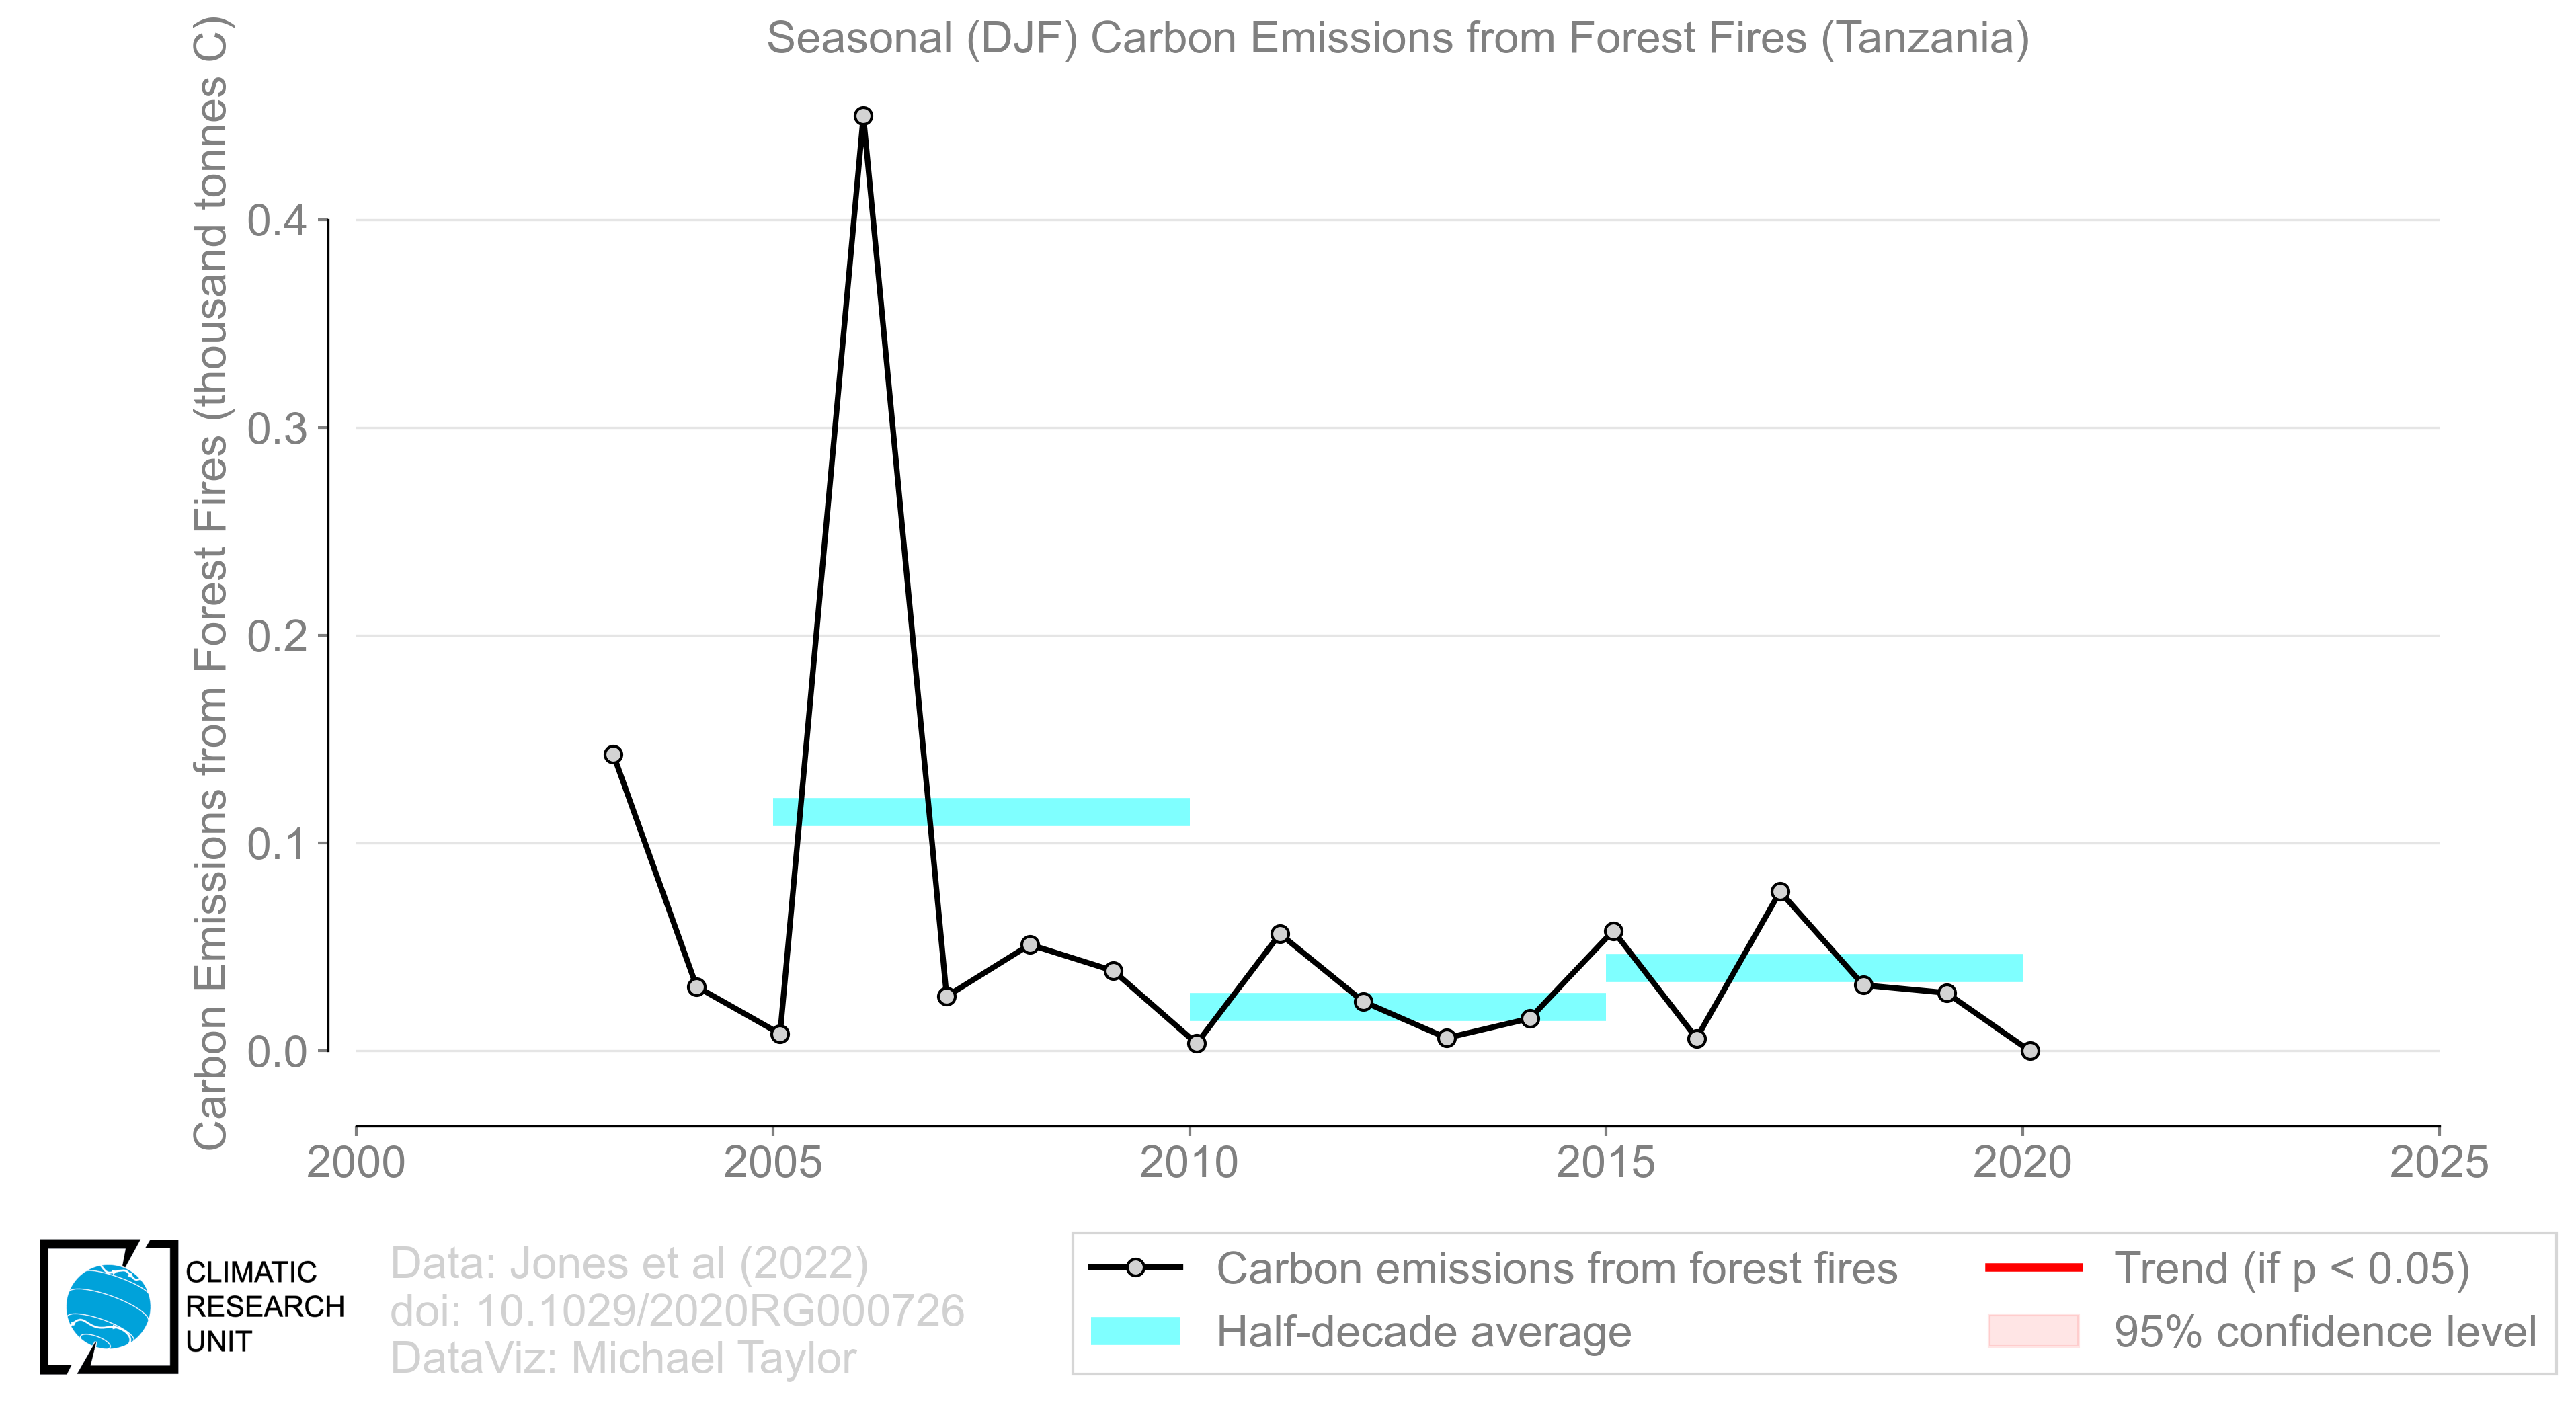 Seasonal (DJF) Carbon Emissions from Forest Fires (Tanzania)
Carbon Emissions from Forest Fires (thousand tonnes C)
0.4
0.3
0.2
0.1
0.0
2000
2005
2010
2015
2020
2025
CLIMATIC
RESEARCH
UNIT
Data: Jones et al (2022)
doi: 10.1029/2020RG000726
DataViz: Michael Taylor
Carbon emissions from forest fires
Half-decade average
Trend (if p < 0.05)
95% confidence level